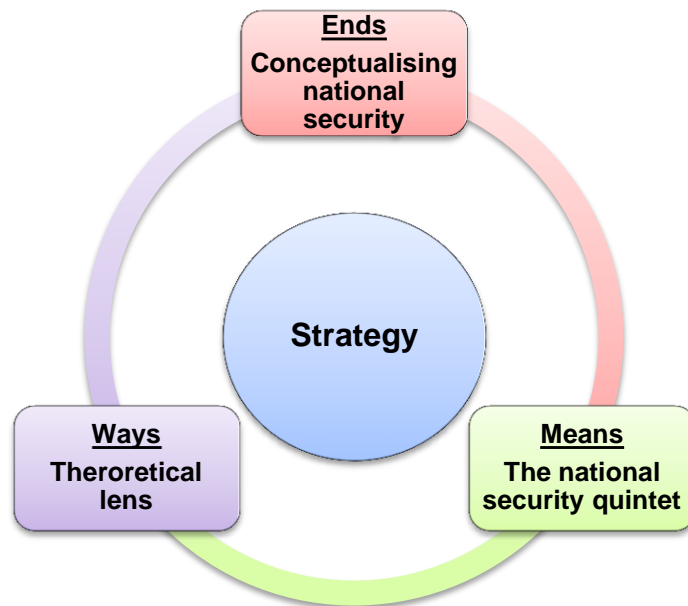 Ends
Conceptualising
national
security
Strategy
Ways
Theroretical
lens
Means
The national
security quintet